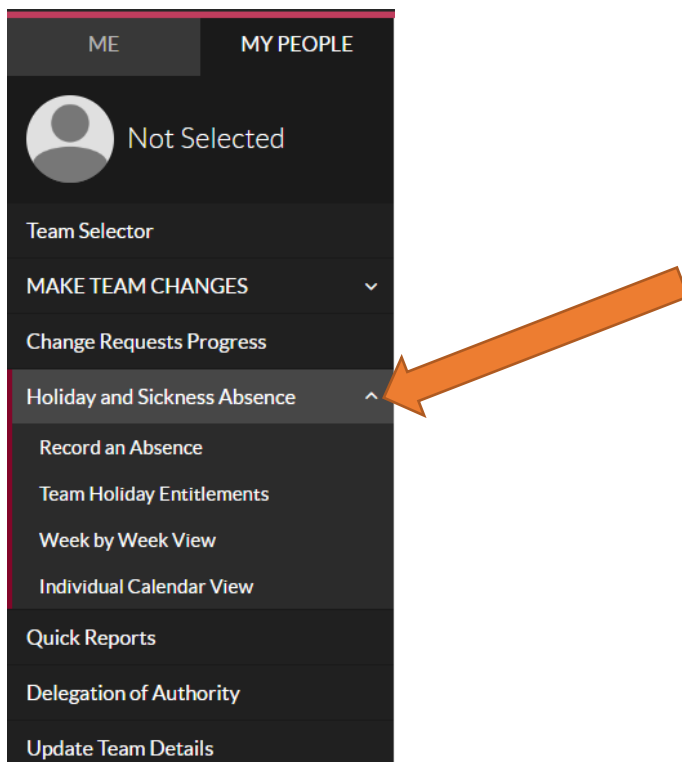 ME MY PEOPLE
Not Selected
Team Selector
MAKE TEAM CHANGES
Change Requests Progress
Holiday and Sickness Absence
Record an Absence
Team Holiday Entitlements
Week by Week View
Individual Calendar View
Quick Reports
Delegation of Authority
Update Team Details